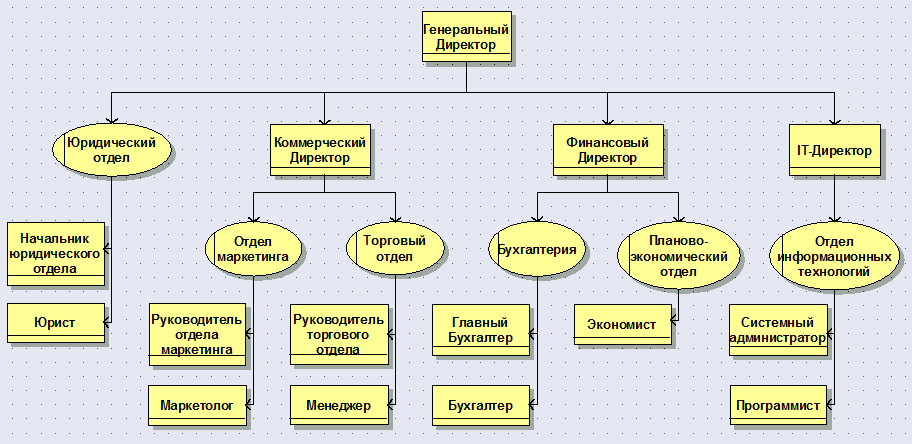 Генеральный
Директор
Юридический
отдел
Коммерческий
Директор
Финансовый
Директор
IT-Директор
Начальник
юридического
отдела
Отдел
маркетинга
Торговый
отдел
Бухгалтерия
Планово-
экономический
отдел
Отдел
информационных
технологий
Юрист
Руководитель
отдела
маркетинга
Руководитель
торгового
отдела
Главный
Бухгалтер
Экономист
Системный
администратор
Маркетолог
Менеджер
Бухгалтер
Программист